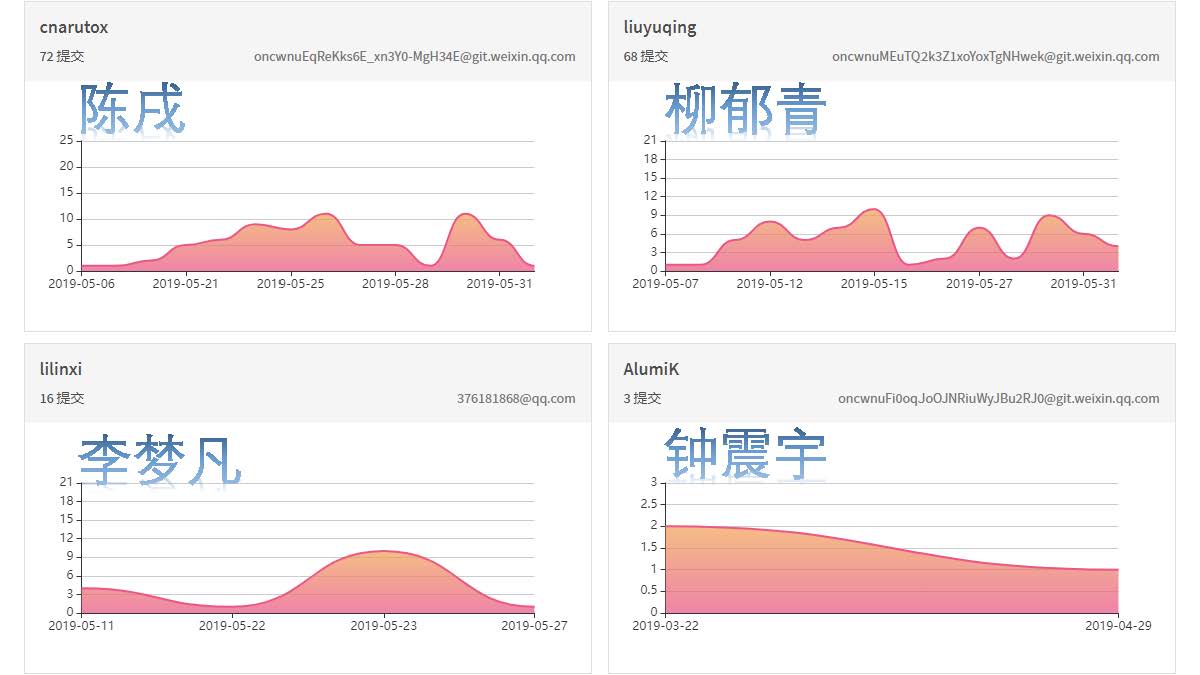 cnarutox
72 提交 oncwnuEqReKks6E_xn3Y0-MgH34E@git.weixin.qq.com
陈戌
25
20
15
10
5
0
2019-05-06 2019-05-21 2019-05-25 2019-05-28 2019-05-31
liuyuqing
68 提交 oncwnuMEuTQ2k3Z1xoYoxTgNHwek@git.weixin.qq.com
柳郁青
21
18
15
12
9
6
3
0
2019-05-07 2019-05-12 2019-05-15 2019-05-27 2019-05-31
lilinxi
16 提交 376181868@qq.com
李梦凡
21
18
15
12
9
6
3
0
2019-05-11 2019-05-22 2019-05-23 2019-05-27
AlumiK
3 提交 oncwnuFi0oqJoOJNRiuWyJBu2RJ0@git.weixin.qq.com
钟震宇
3
2.5
2
1.5
1
0.5
0
2019-03-22 2019-04-29